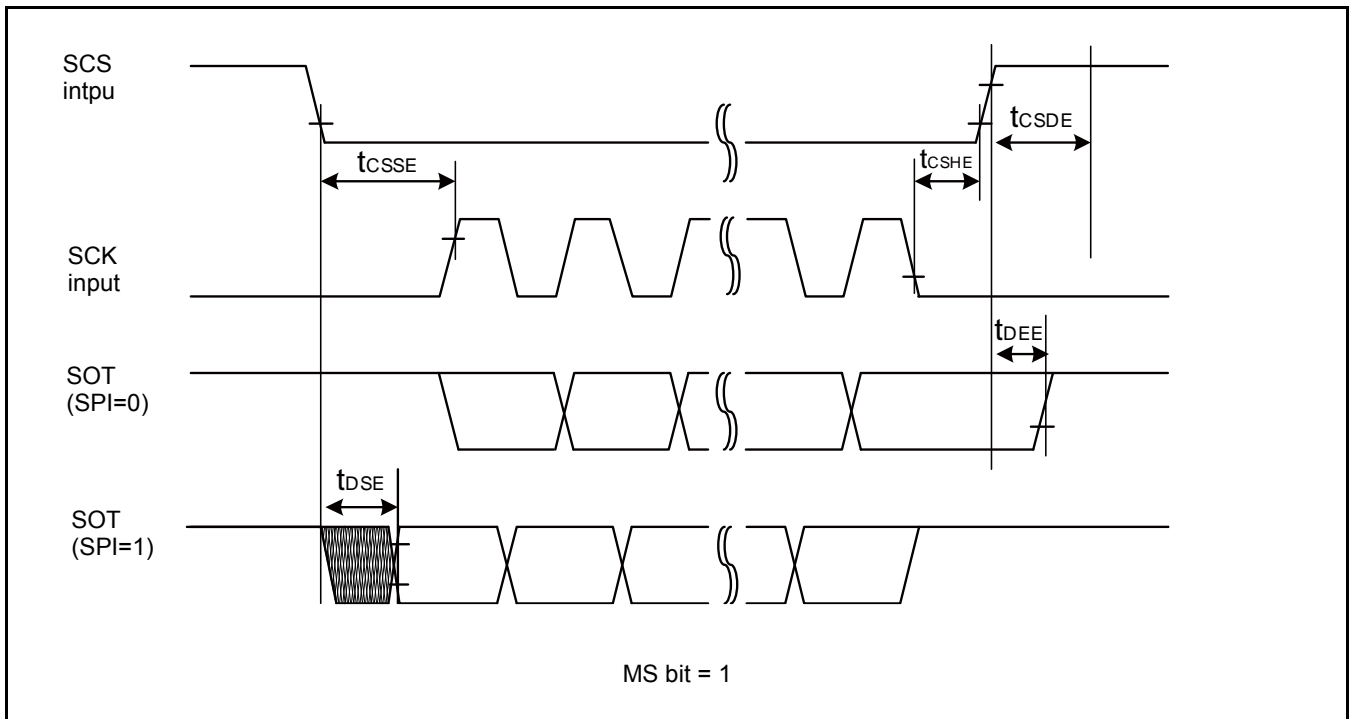 SCS
intpu
tCSDE
tCSSE
tCSHE
SCK
input
tDEE
SOT
(SPI=0)
tDSE
SOT
(SPI=1)
MS bit = 1